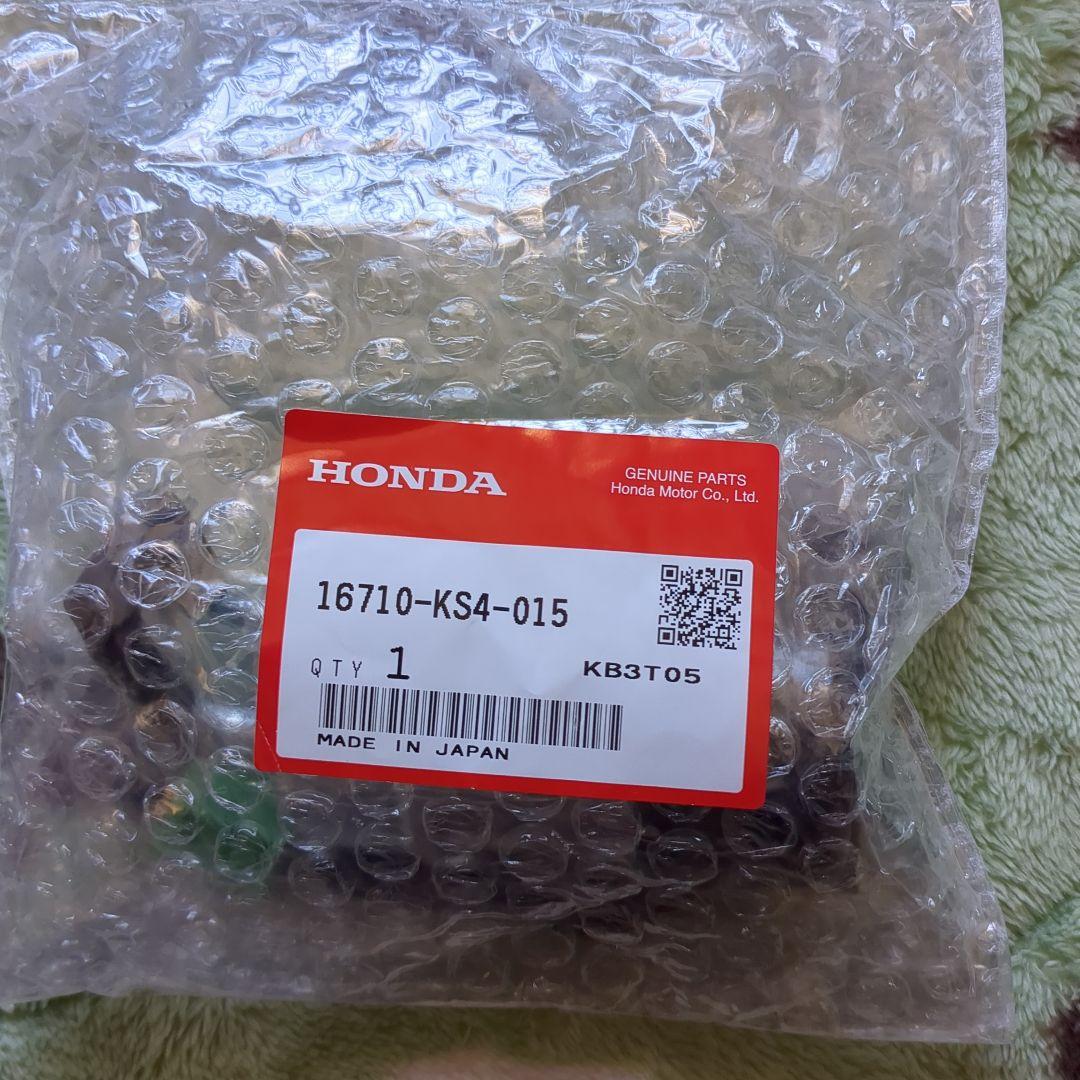 HONDA
GENUINE PARTS
Honda Motor Co., Ltd.
16710-KS4-015
QTY 1
KB3T05
MADE IN JAPAN